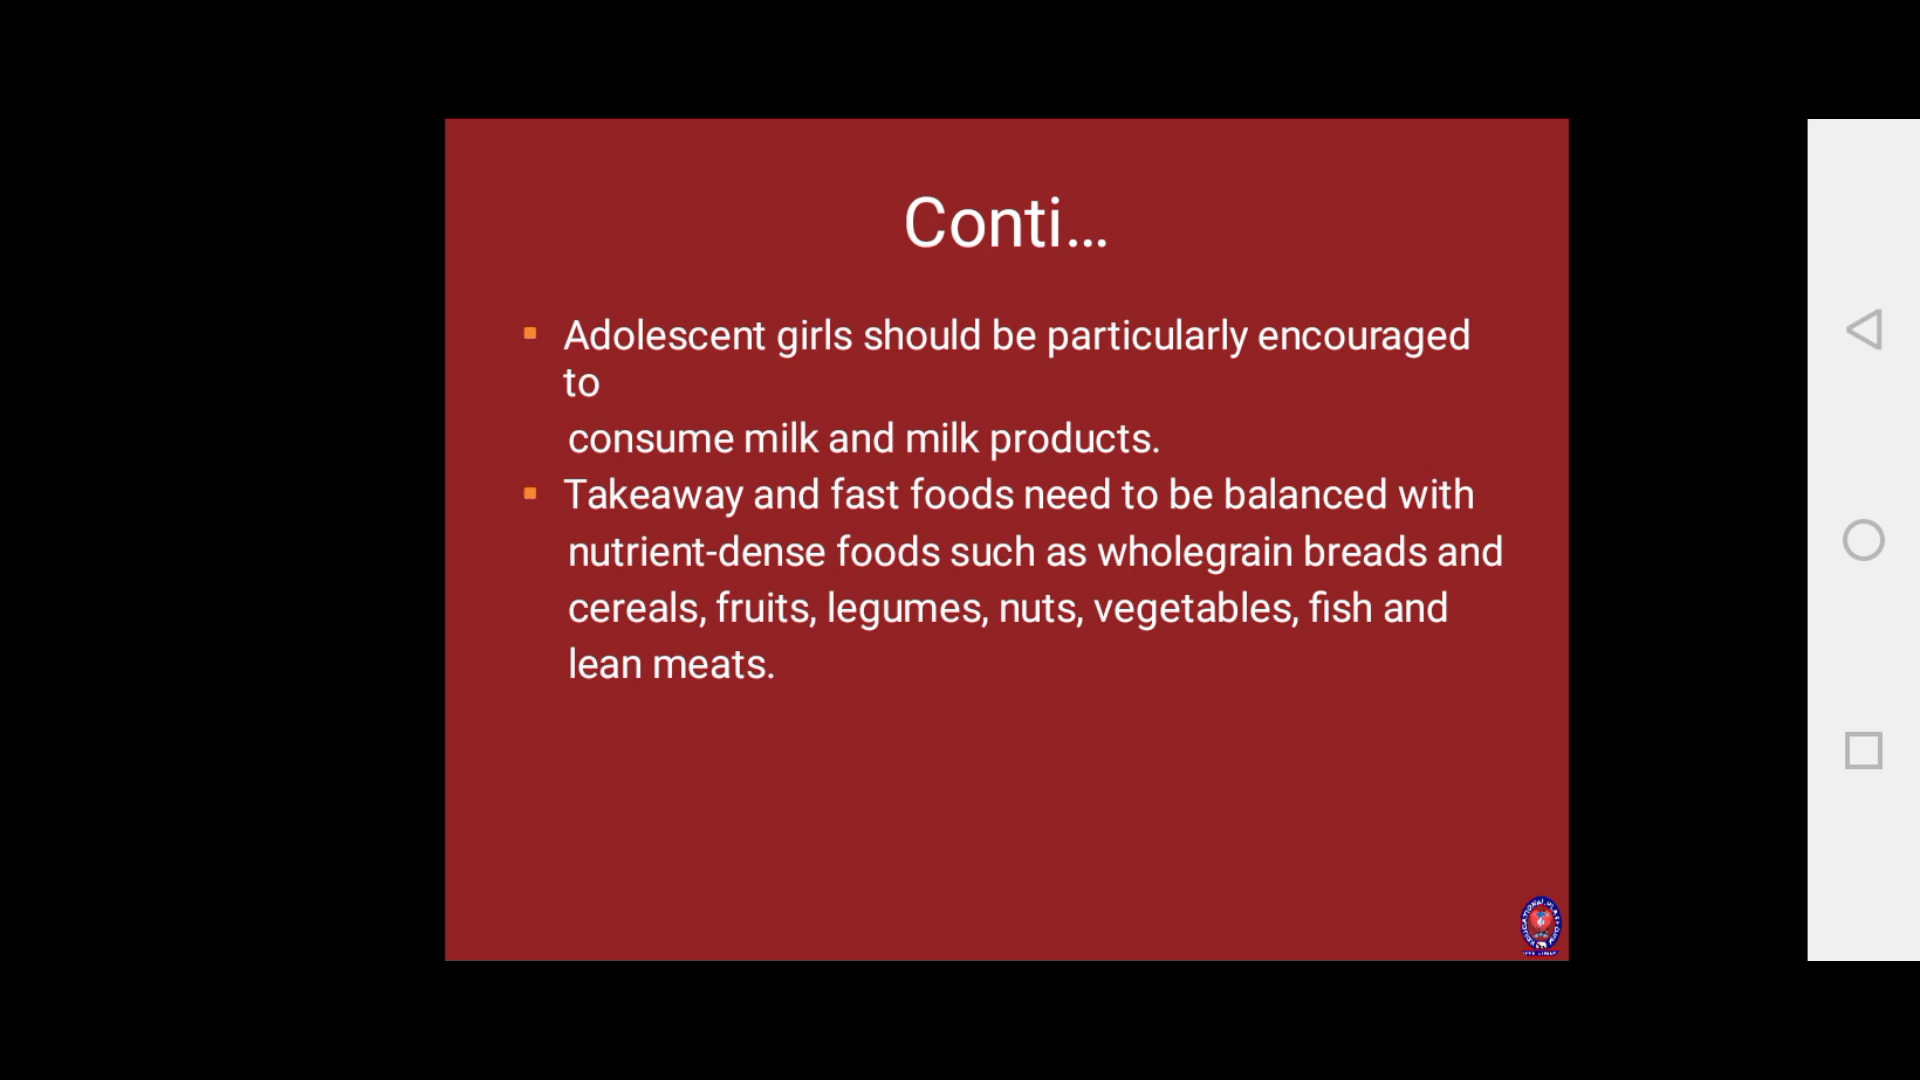 Conti...
Adolescent girls should be particularly encouraged
to
consume milk and milk products.
Takeaway and fast foods need to be balanced with
nutrient-dense foods such as wholegrain breads and
cereals, fruits, legumes, nuts, vegetables, fish and
lean meats.